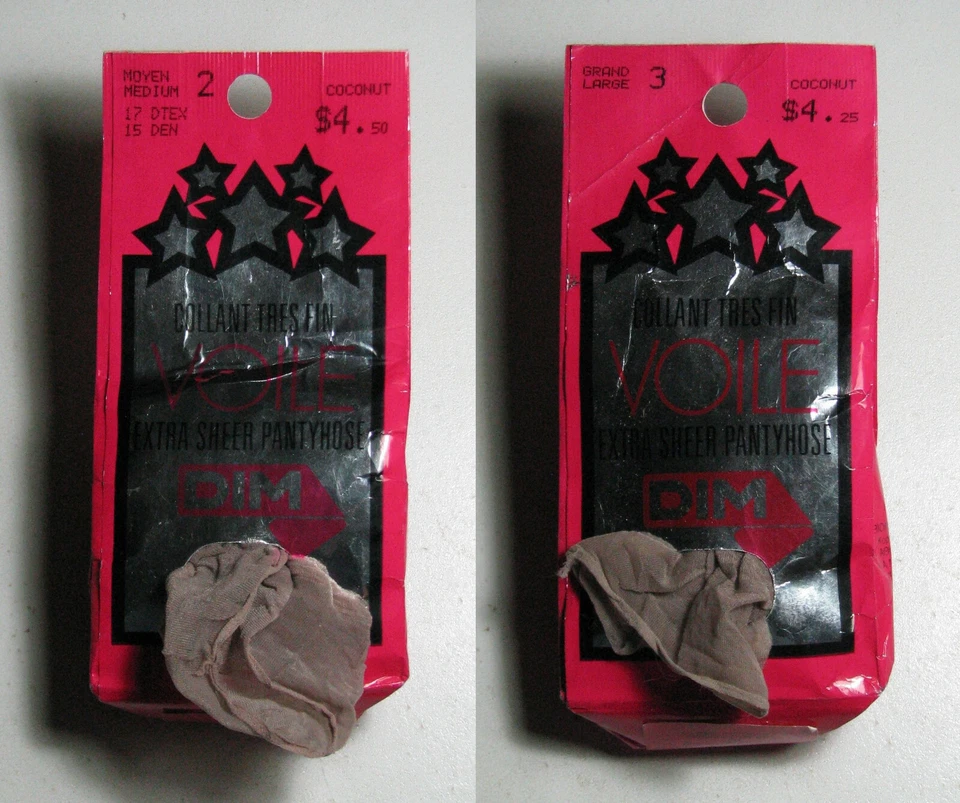 MOYEN
MEDIUM 2
17 DTEX
15 DEN
COCONUT
$4.50
COLLANT TRES FIN
VOILE
EXTRA SHEER PANTYHOSE
DIM
GRAND
LARGE 3
COCONUT
$4.25
COLLANT TRES FIN
VOILE
EXTRA SHEER PANTYHOSE
DIM